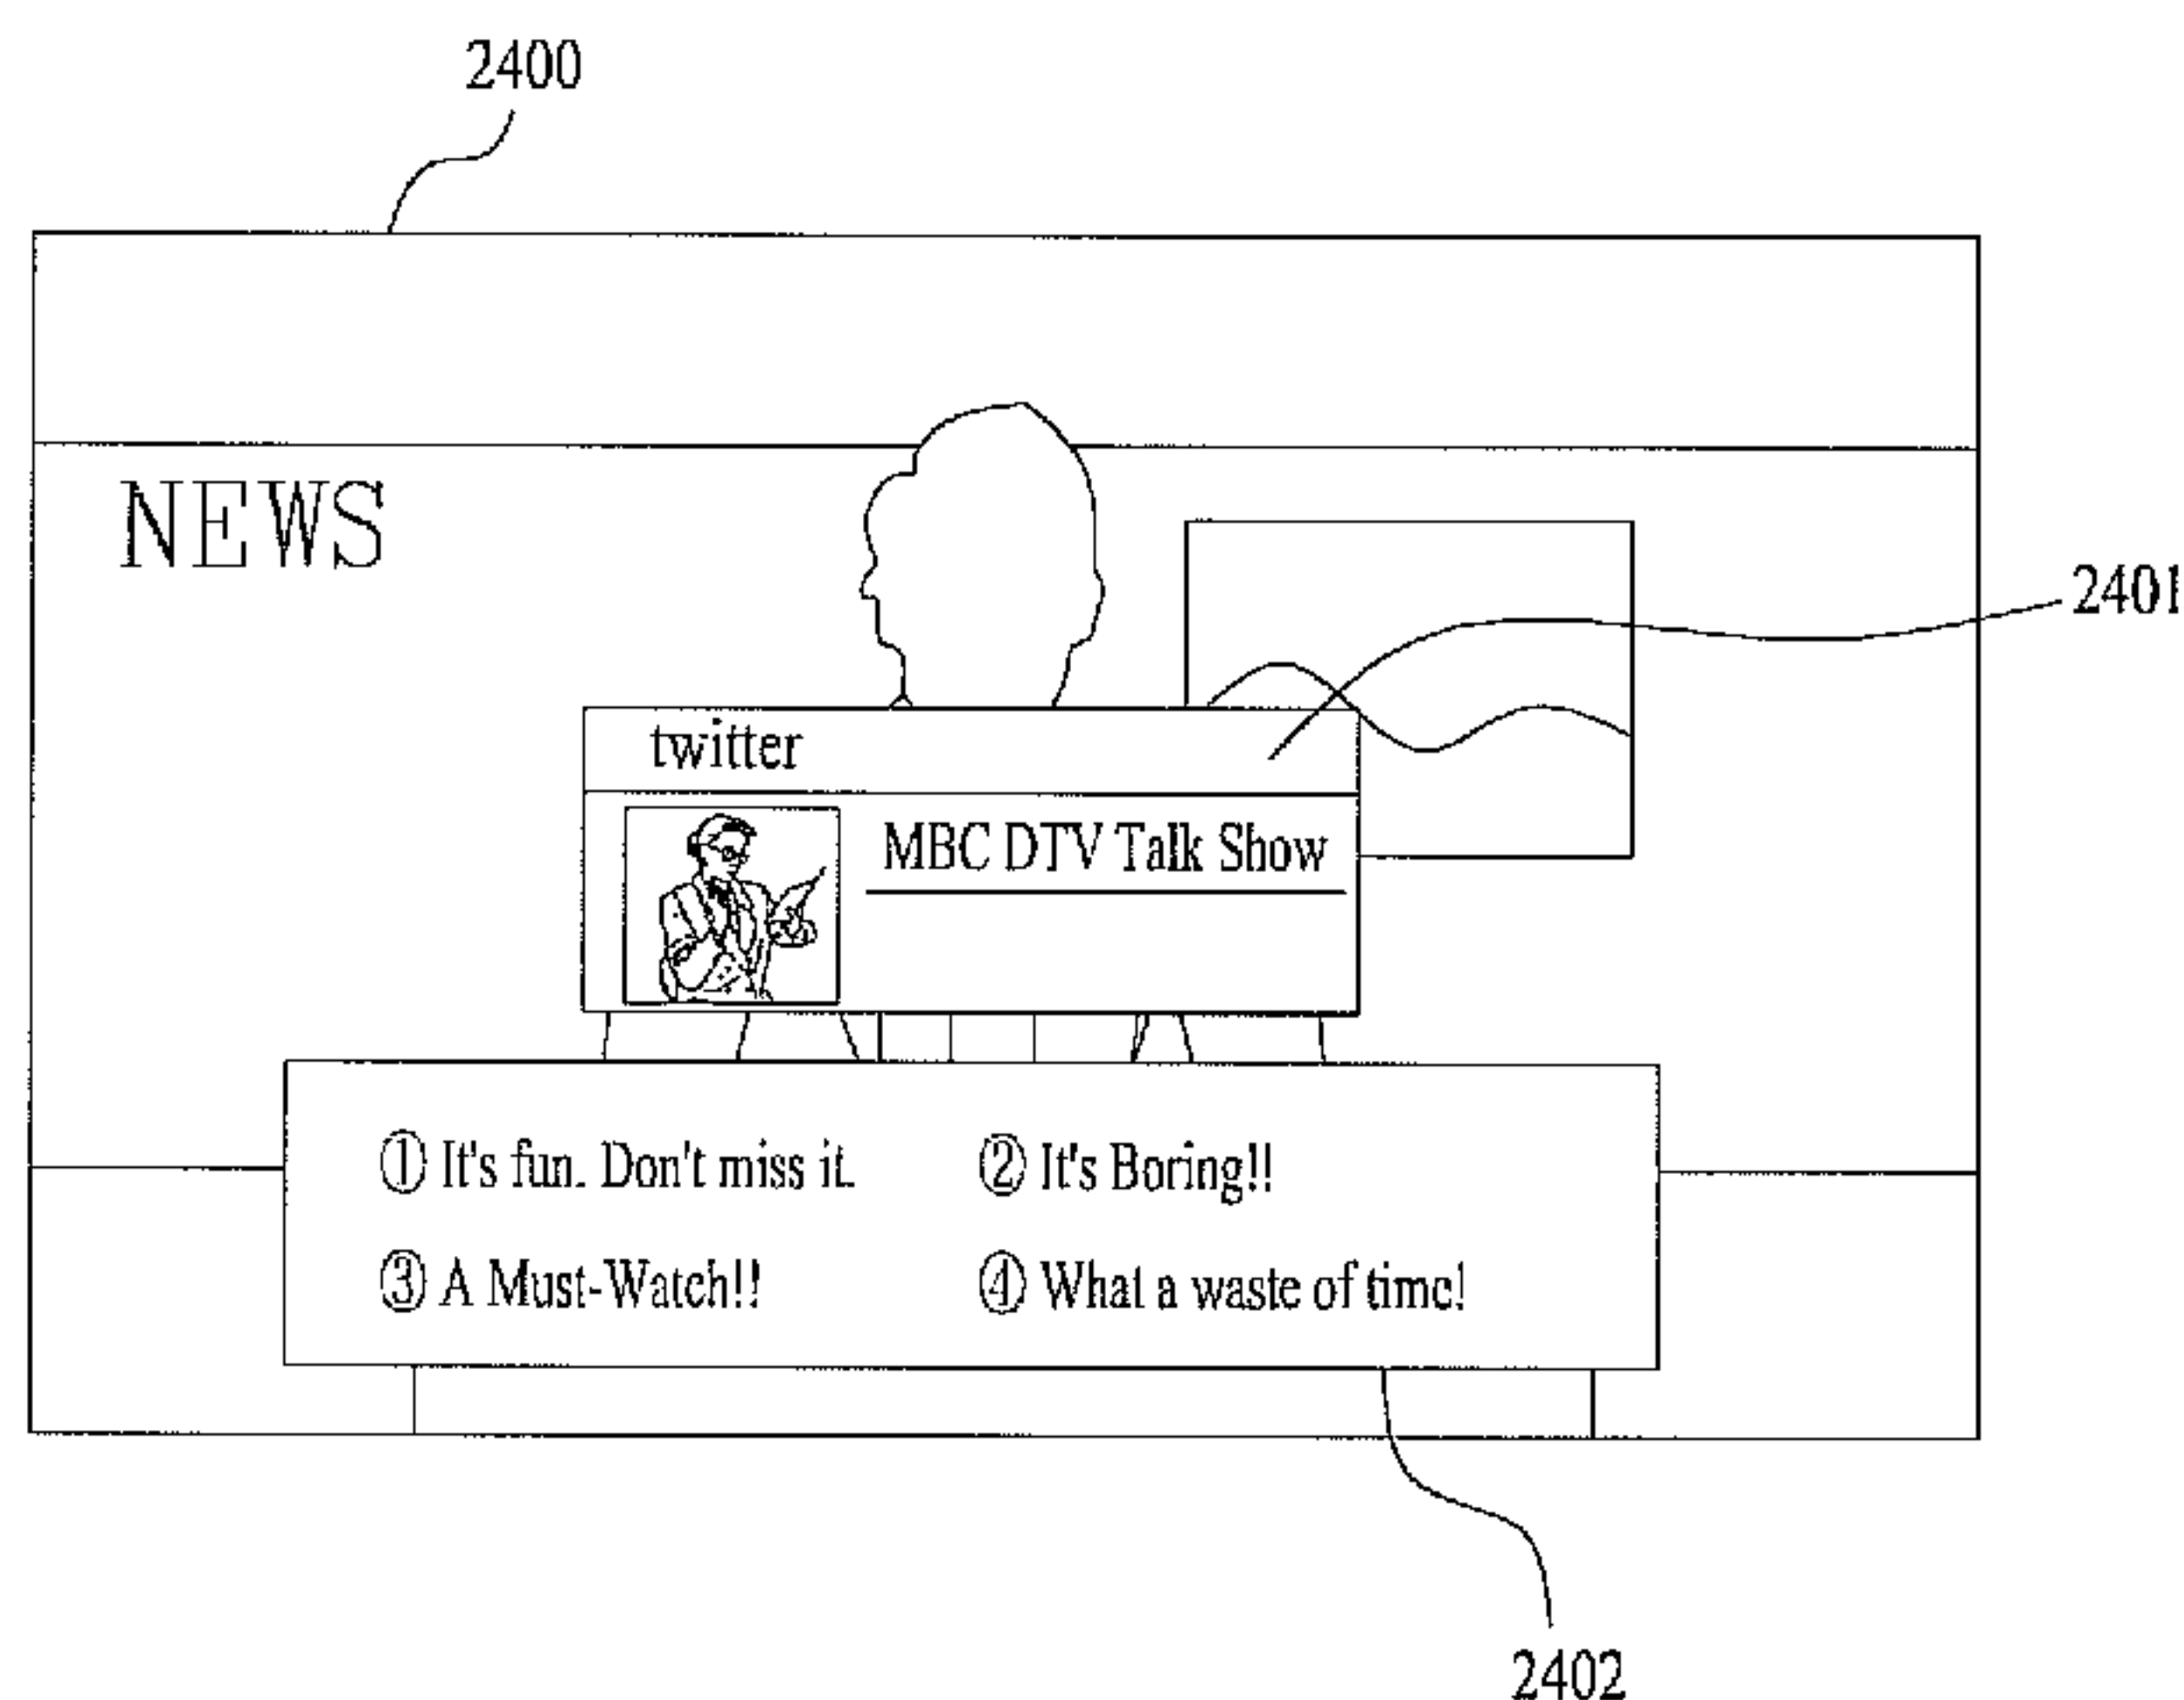 2400
NEWS
2401
twitter
MBC DTV Talk Show
① It's fun. Don't miss it.
② It's Boring!!
③ A Must-Watch!!
④ What a waste of time!
2402